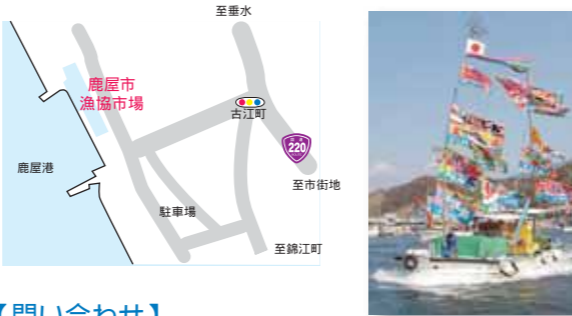 至垂水
鹿屋市
漁協市場
古江町
220
鹿屋港
至市街地
駐車場
至錦江町
【問い合わせ】